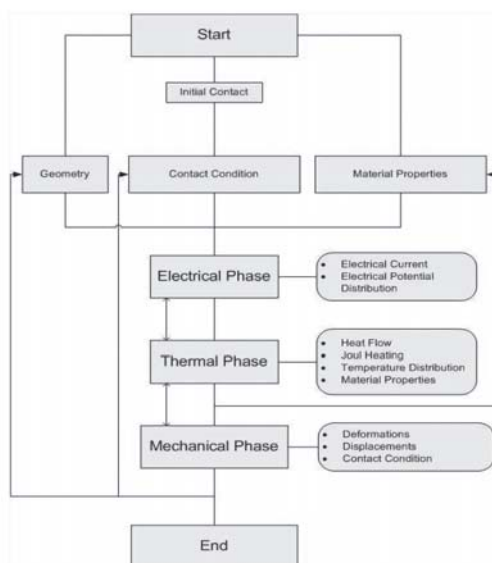 Start
Initial Contact
Geometry
Contact Condition
Material Properties
Electrical Phase
• Electrical Current
• Electrical Potential
Distribution
Thermal Phase
• Heat Flow
• Joul Heating
• Temperature Distribution
• Material Properties
Mechanical Phase
• Deformations
• Displacements
• Contact Condition
End